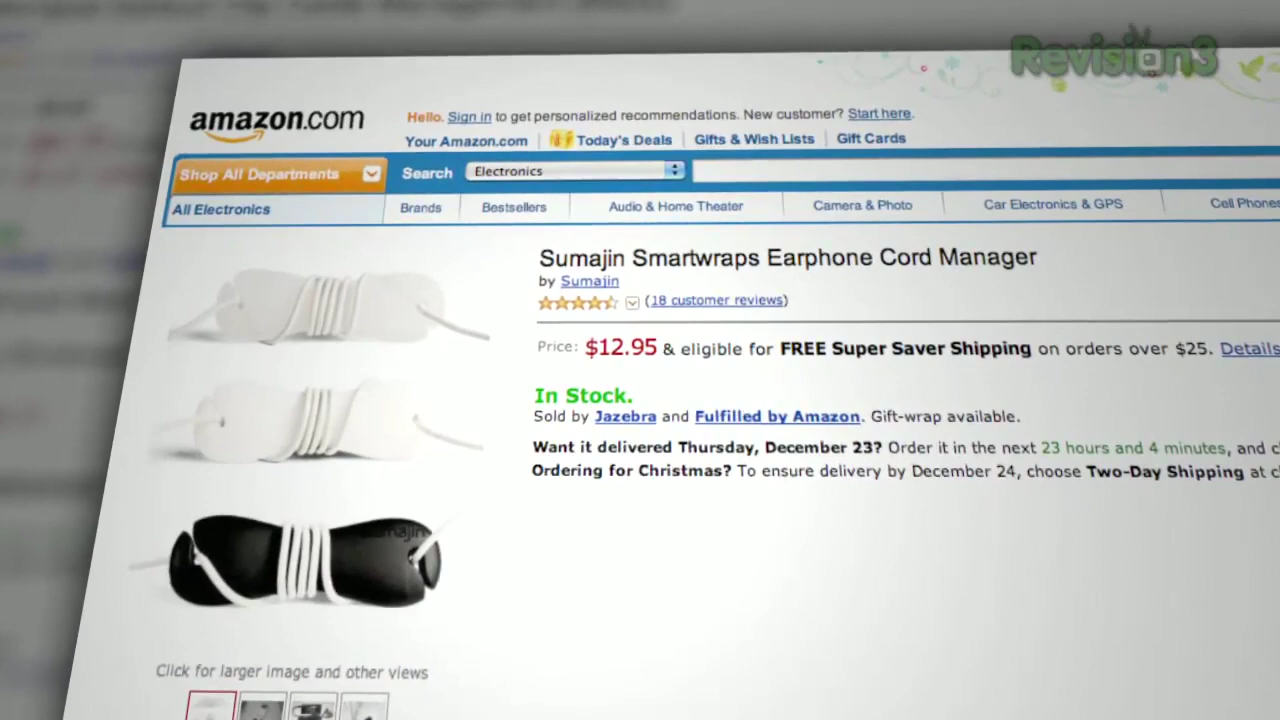 Revision3
amazon.com
Hello. Sign in to get personalized recommendations. New customer? Start here.
Your Amazon.com
Today's Deals
Gifts & Wish Lists
Gift Cards
Shop All Departments
Search
Electronics
All Electronics
Brands
Bestsellers
Audio & Home Theater
Camera & Photo
Car Electronics & GPS
Cell Phones
Sumajin Smartwraps Earphone Cord Manager
by Sumajin
(18 customer reviews)
Price: $12.95 & eligible for FREE Super Saver Shipping on orders over $25. Details
In Stock.
Sold by Jazebra and Fulfilled by Amazon. Gift-wrap available.
Want it delivered Thursday, December 23? Order it in the next 23 hours and 4 minutes, and
Ordering for Christmas? To ensure delivery by December 24, choose Two-Day Shipping at
sumajin
Click for larger image and other views